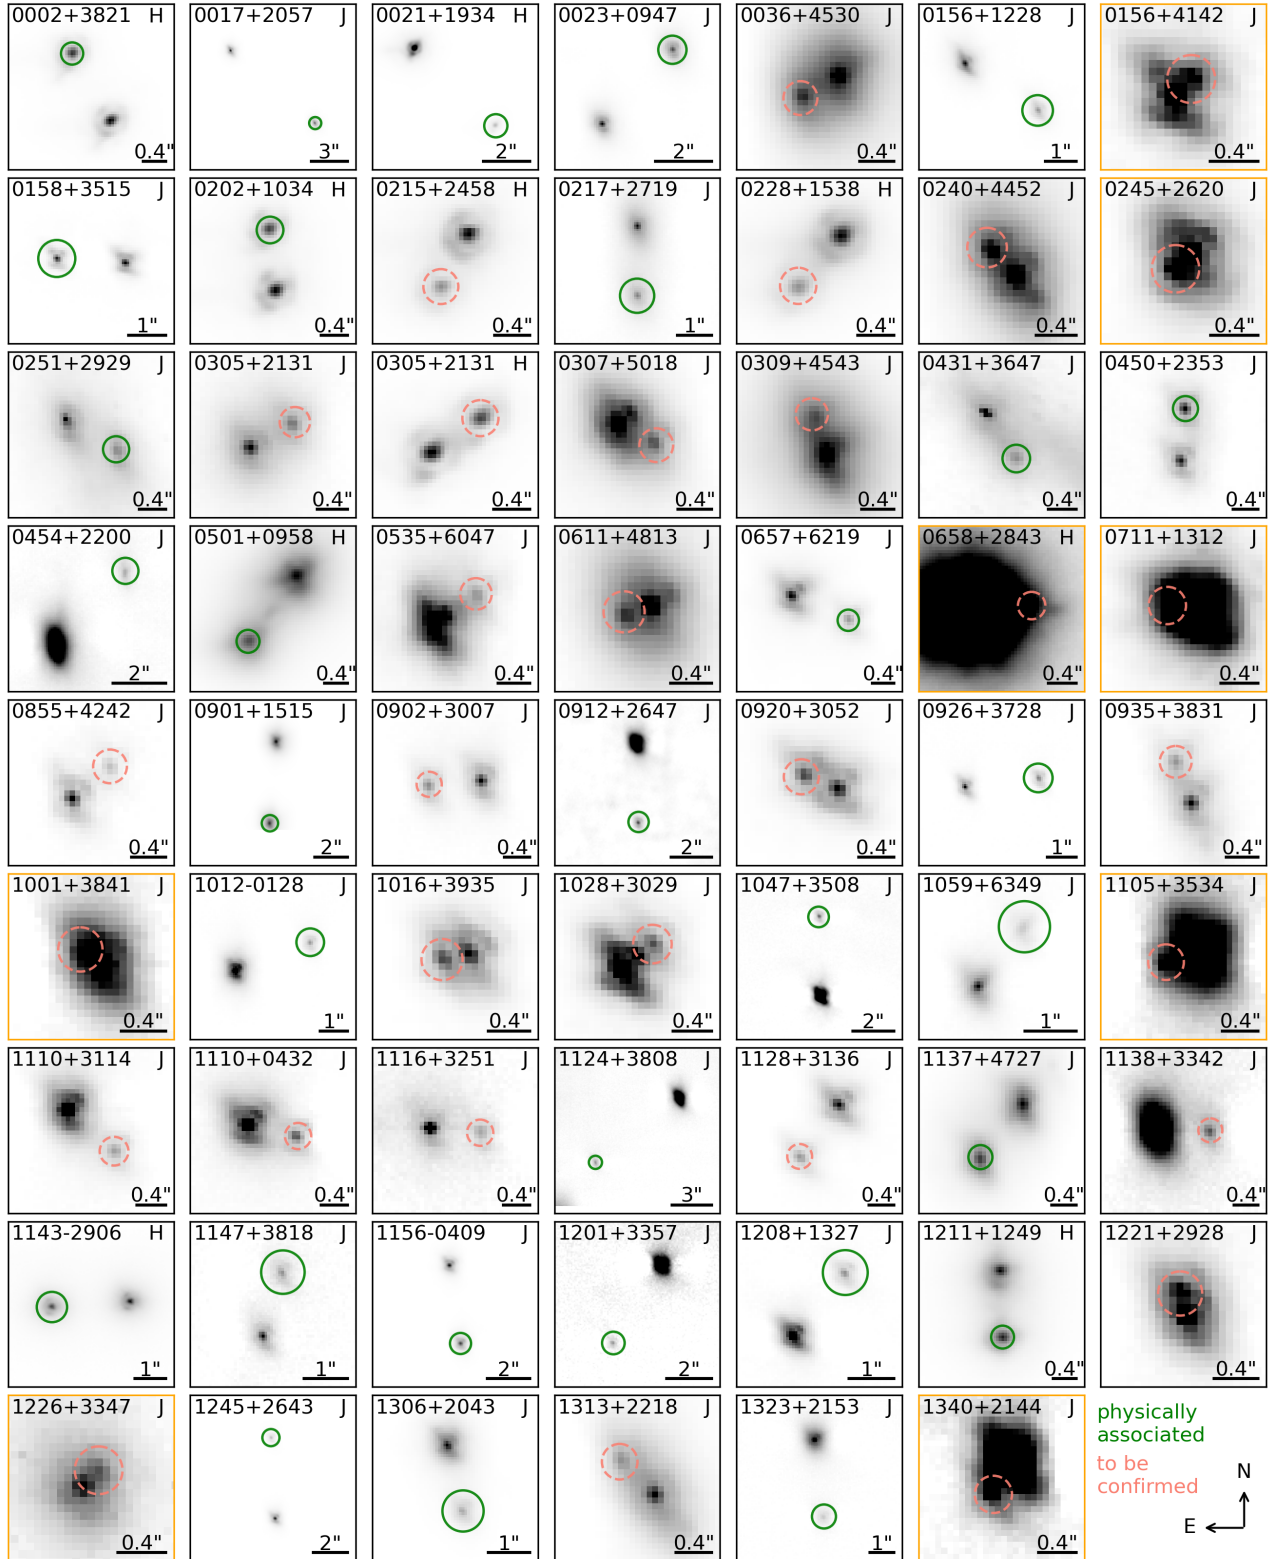 0002+3821 H
0.4"
0017+2057 J
3"
0021+1934 H
2"
0023+0947 J
2"
0036+4530 J
0.4"
0156+1228 J
1"
0156+4142 J
0.4"
0158+3515 J
1"
0202+1034 H
0.4"
0215+2458 H
0.4"
0217+2719 J
1"
0228+1538 H
0.4"
0240+4452 J
0.4"
0245+2620 J
0.4"
0251+2929 J
0.4"
0305+2131 J
0.4"
0305+2131 H
0.4"
0307+5018 J
0.4"
0309+4543 J
0.4"
0431+3647 J
0.4"
0450+2353 J
0.4"
0454+2200 J
2"
0501+0958 H
0.4"
0535+6047 J
0.4"
0611+4813 J
0.4"
0657+6219 J
0.4"
0658+2843 H
0.4"
0711+1312 J
0.4"
0855+4242 J
0.4"
0901+1515 J
2"
0902+3007 J
0.4"
0912+2647 J
2"
0920+3052 J
0.4"
0926+3728 J
1"
0935+3831 J
0.4"
1001+3841 J
0.4"
1012-0128 J
1"
1016+3935 J
0.4"
1028+3029 J
0.4"
1047+3508 J
2"
1059+6349 J
1"
1105+3534 J
0.4"
1110+3114 J
0.4"
1110+0432 J
0.4"
1116+3251 J
0.4"
1124+3808 J
3"
1128+3136 J
0.4"
1137+4727 J
0.4"
1138+3342 J
0.4"
1143-2906 H
1"
1147+3818 J
1"
1156-0409 J
2"
1201+3357 J
2"
1208+1327 J
1"
1211+1249 H
0.4"
1221+2928 J
0.4"
1226+3347 J
0.4"
1245+2643 J
2"
1306+2043 J
1"
1313+2218 J
0.4"
1323+2153 J
1"
1340+2144 J
0.4"
physically
associated
to be
confirmed
N
E